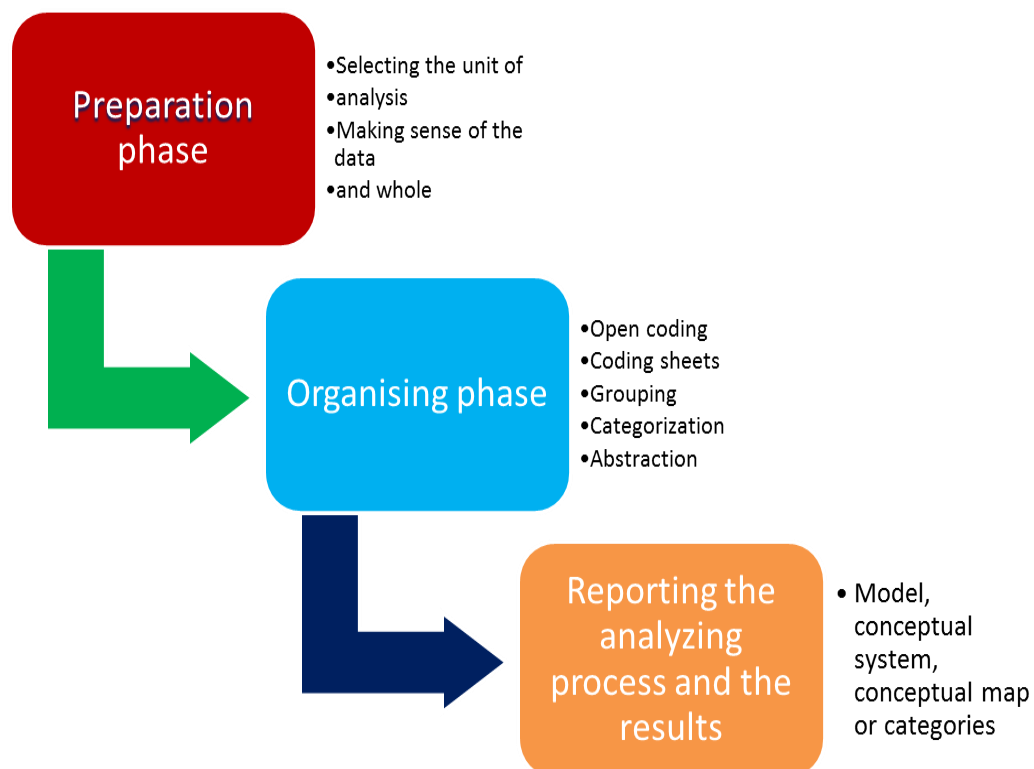 Preparation
phase
•Selecting the unit of
•analysis
•Making sense of the
data
•and whole
Organising phase
•Open coding
•Coding sheets
•Grouping
•Categorization
•Abstraction
Reporting the
analyzing
process and the
results
• Model,
conceptual
system,
conceptual map
or categories